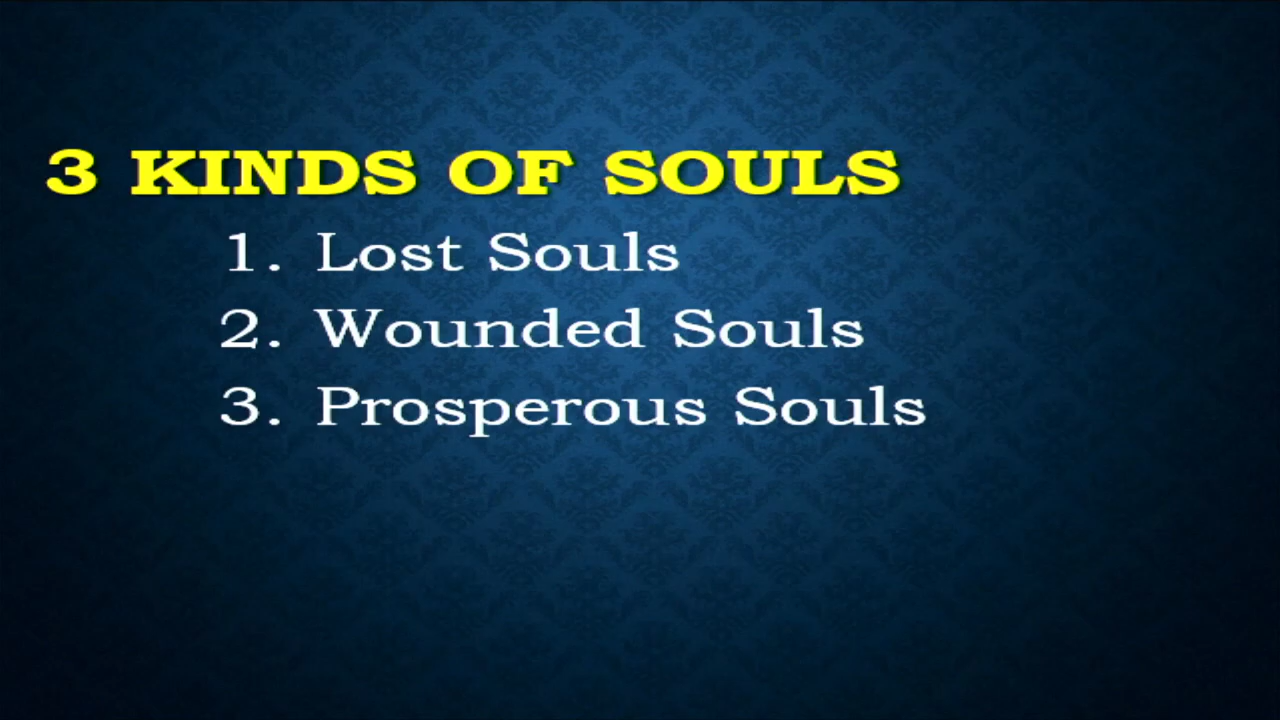 3 KINDS OF SOULS
1. Lost Souls
2. Wounded Souls
3. Prosperous Souls